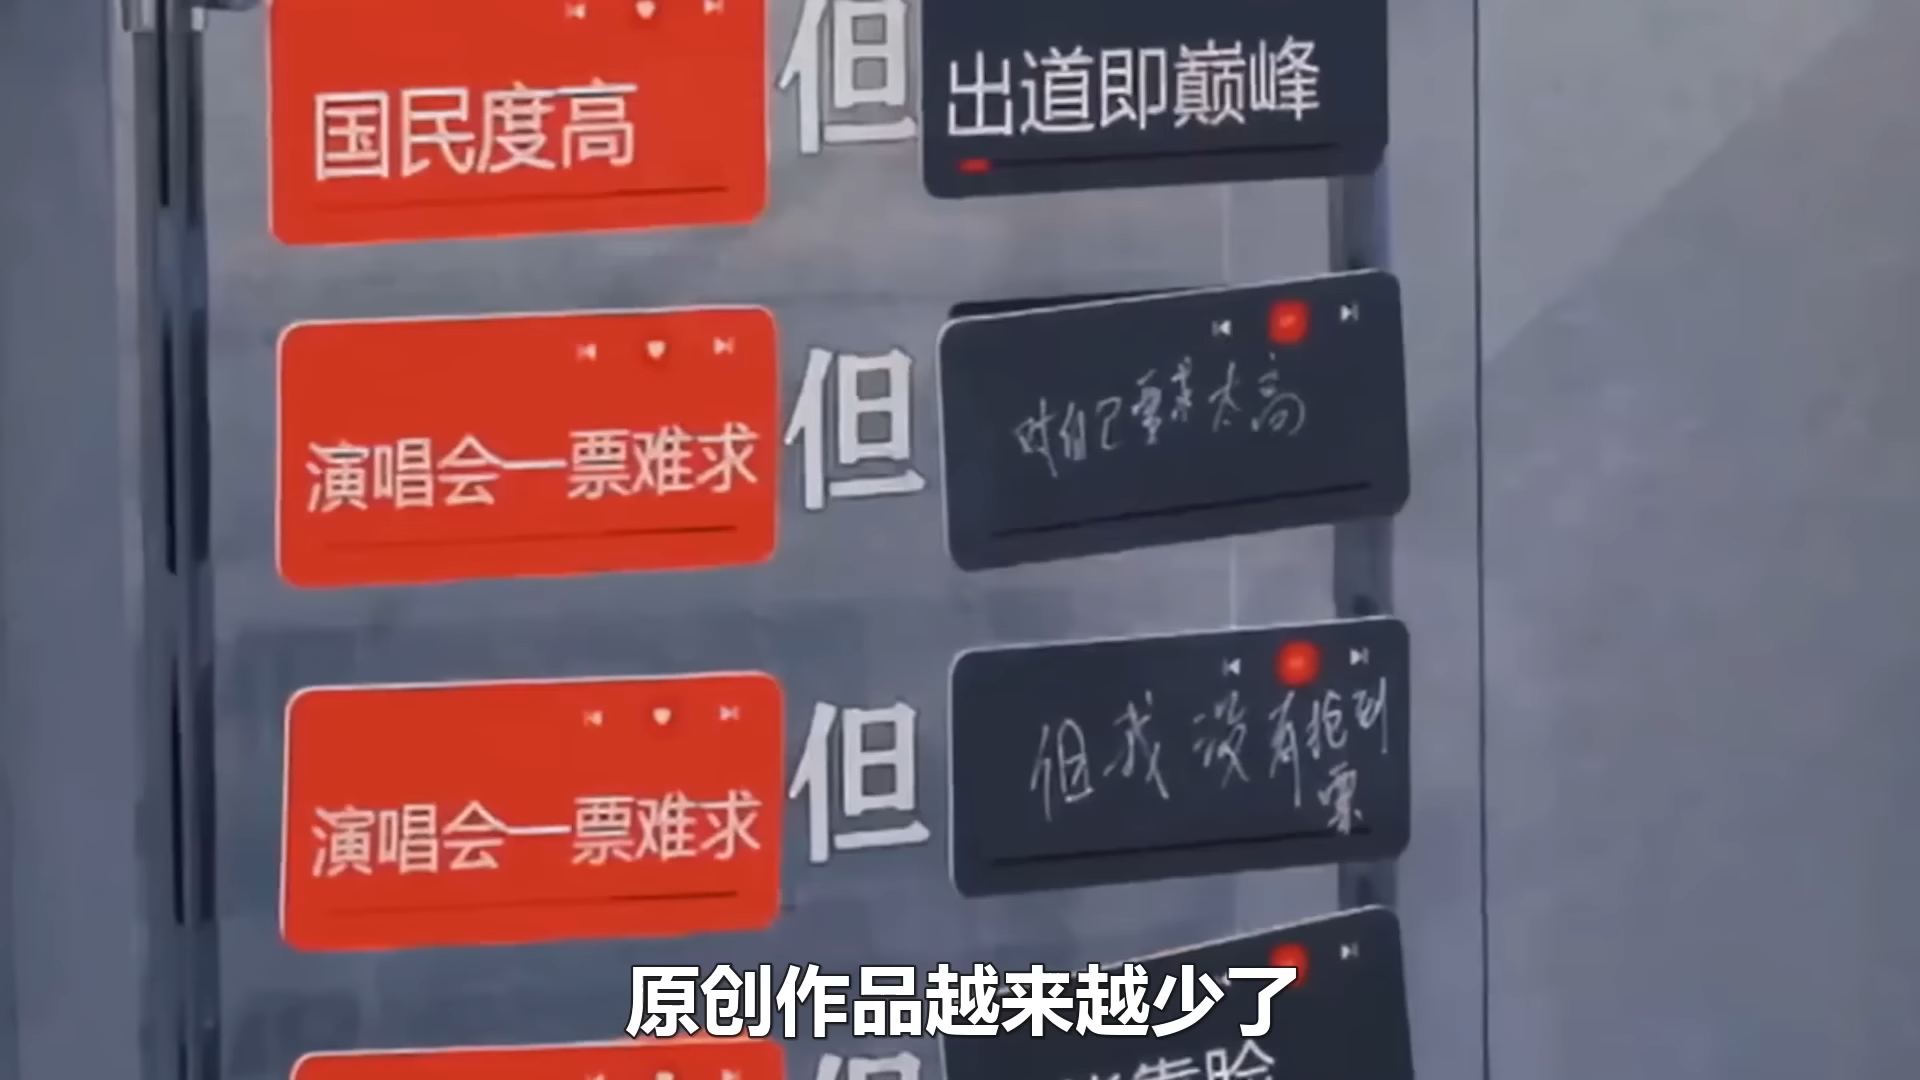 国民度高 但 出道即巅峰
演唱会一票难求 但 对自己要求太高
演唱会一票难求 但 但我没有抢到
票
原创作品越来越少了
但 靠脸